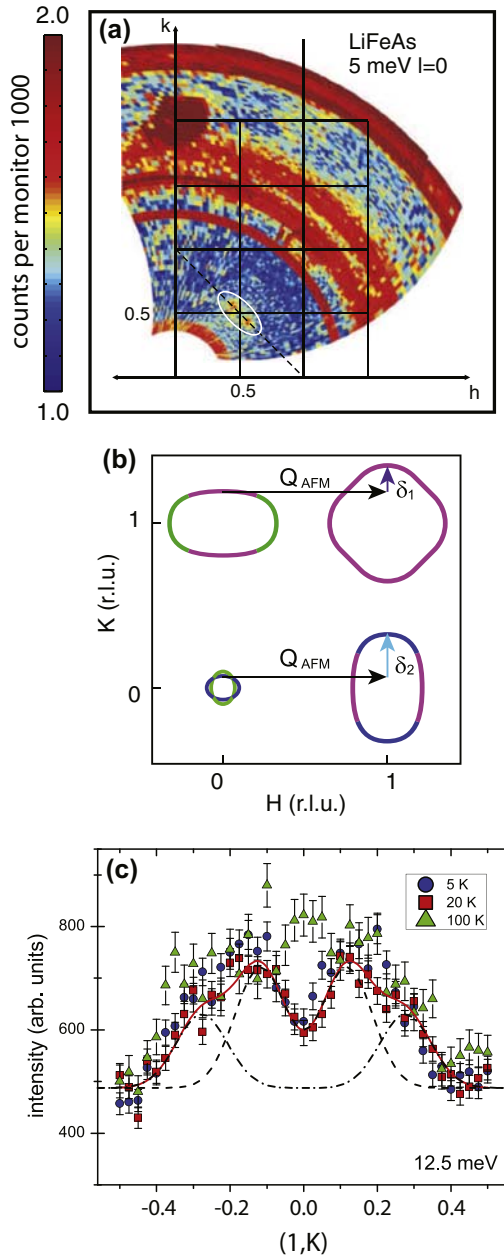 (a)
2.0
counts per monitor 1000
1.0
k
LiFeAs
5 meV l=0
0.5
0.5
h
(b)
Q AFM
δ1
1
K (r.l.u.)
Q AFM
δ2
0
0
1
H (r.l.u.)
(c)
5 K
20 K
100 K
800
600
400
intensity (arb. units)
12.5 meV
-0.4 -0.2 0.0 0.2 0.4
(1,K)